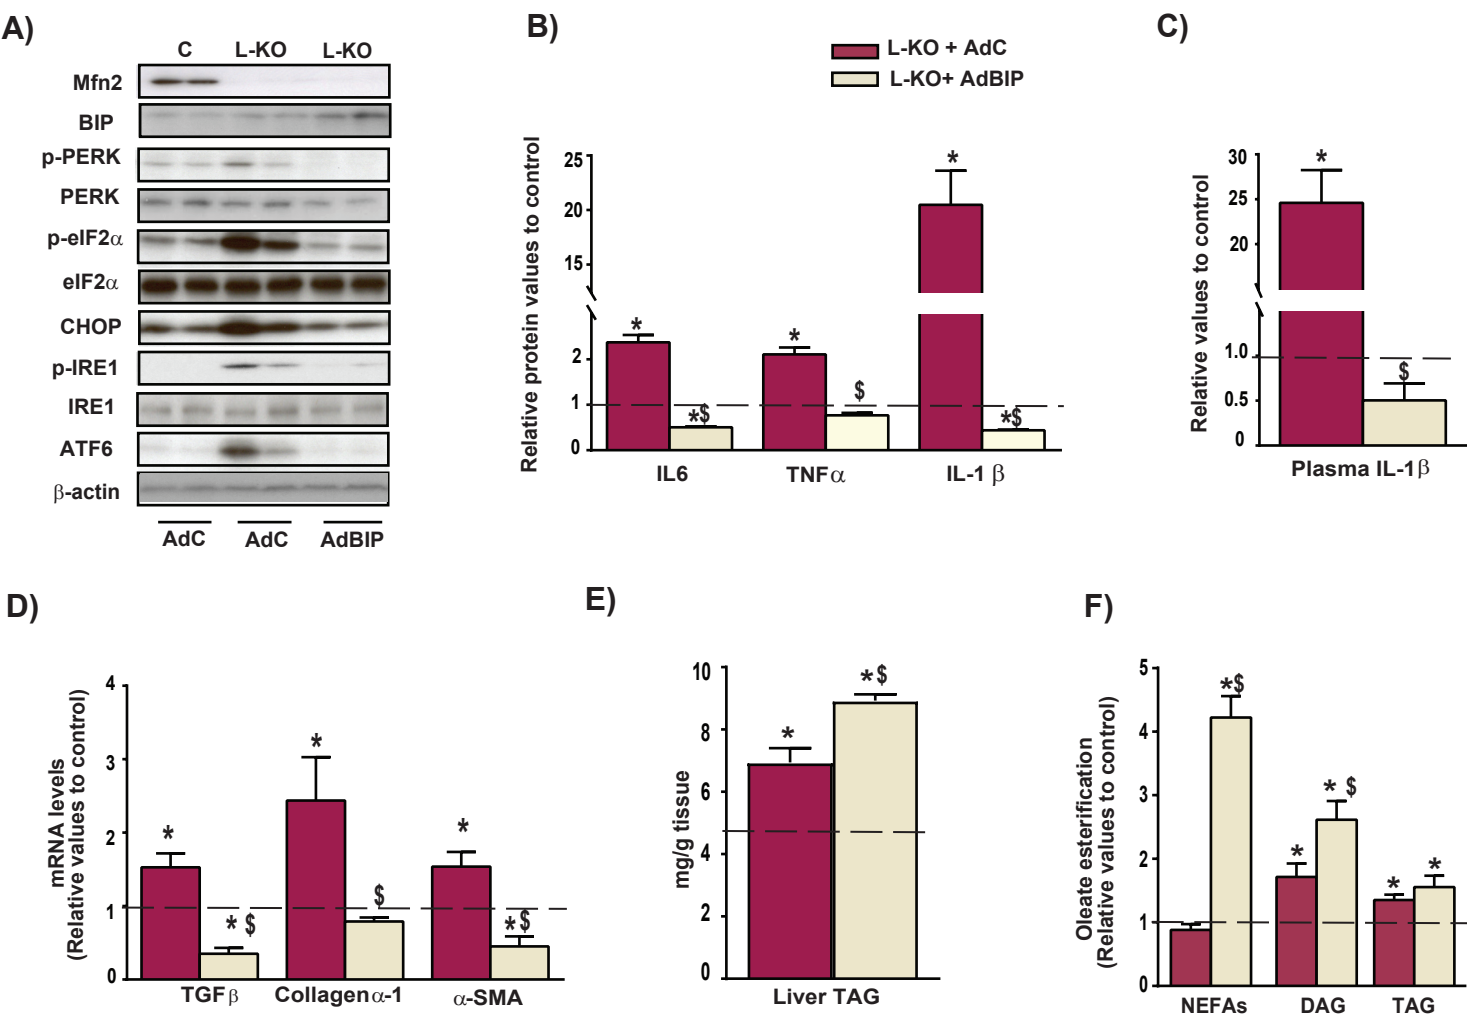 A)
C L-KO L-KO
Mfn2
BIP
p-PERK
PERK
p-eIF2α
eIF2α
CHOP
p-IRE1
IRE1
ATF6
β-actin
AdC AdC AdBIP
B)
L-KO + AdC
L-KO+ AdBIP
Relative protein values to control
25
20
15
2
1
0
* *$ * $ * *$
IL6 TNFα IL-1 β
C)
Relative values to control
30
25
20
1.0
0.5
0
* $
Plasma IL-1β
D)
mRNA levels
(Relative values to control)
4
3
2
1
0
* * $ * $ * *$
TGFβ Collagenα-1 α-SMA
E)
mg/g tissue
10
8
6
4
2
0
* *$
Liver TAG
F)
Oleate esterification
(Relative values to control)
5
4
3
2
1
0
*$ * * $ * *
NEFAs DAG TAG